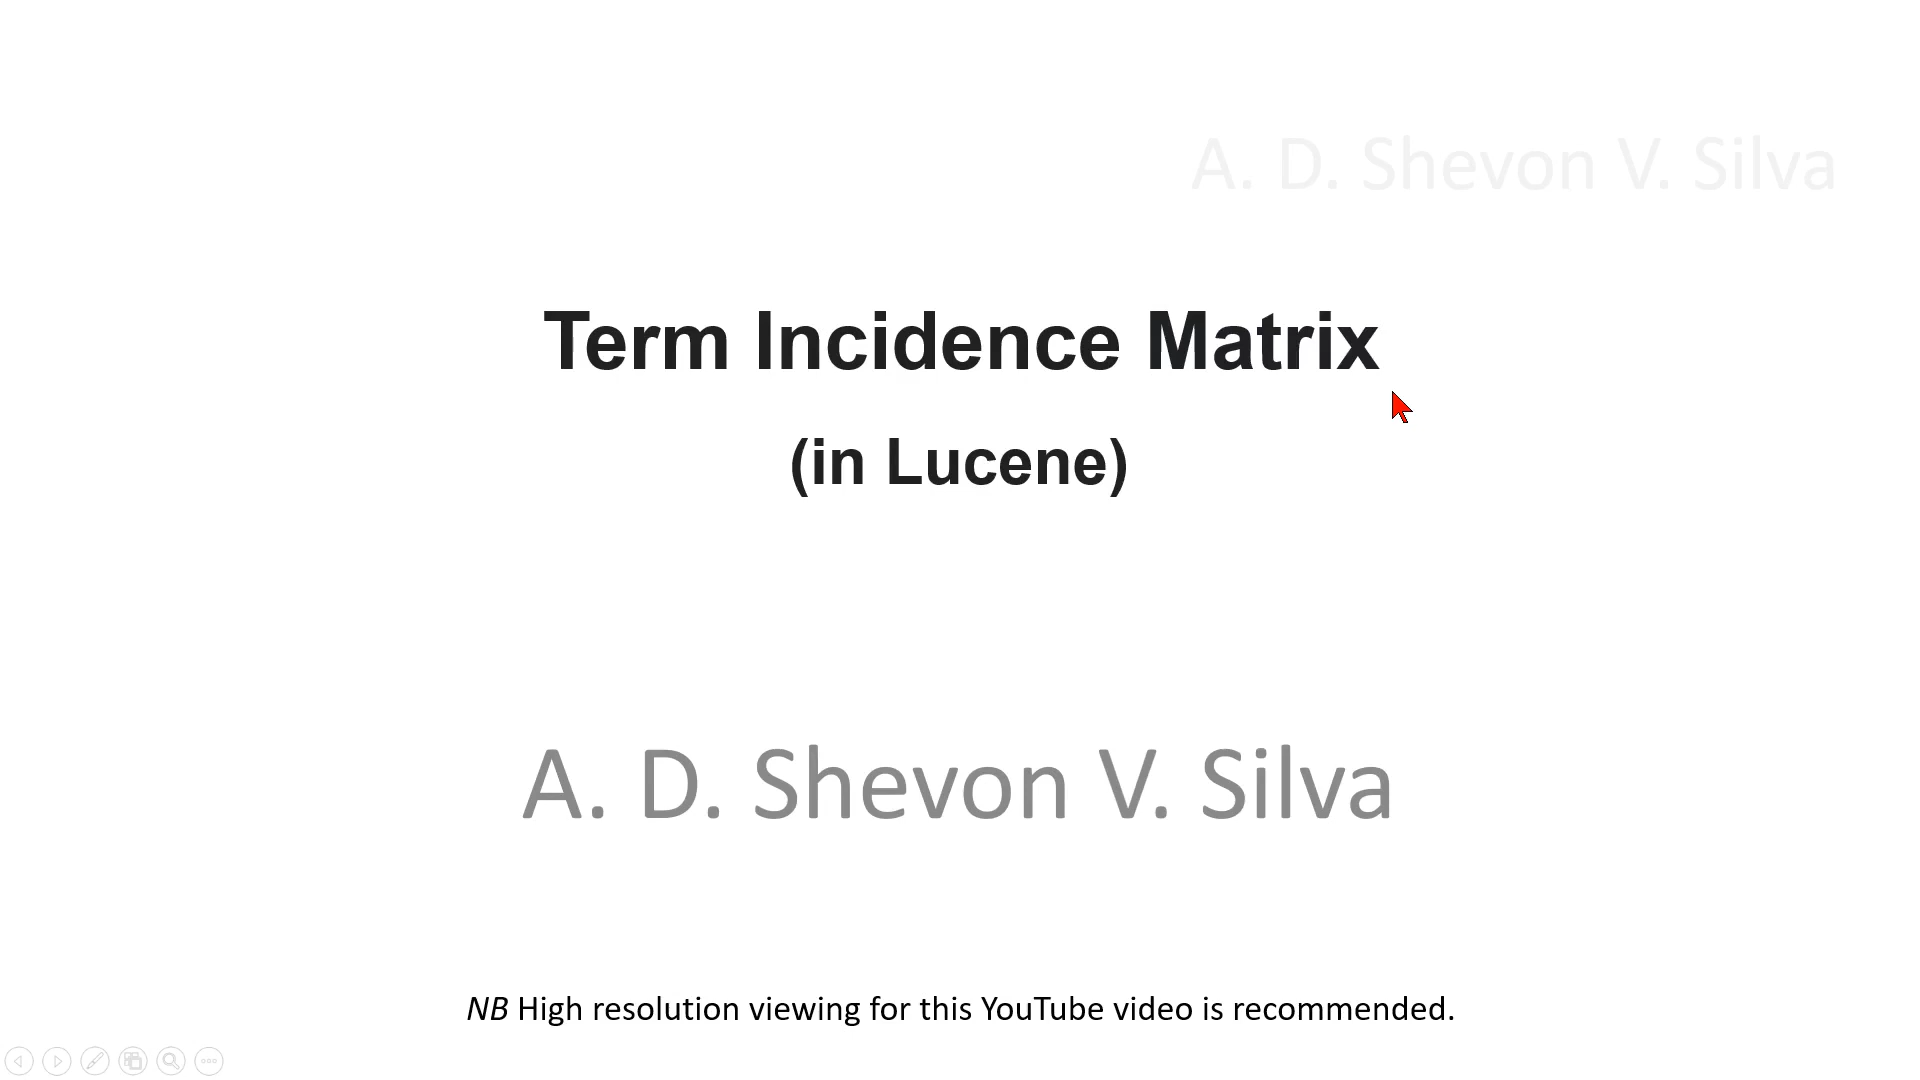 A. D. Shevon V. Silva
Term Incidence Matrix
(in Lucene)
A. D. Shevon V. Silva
NB High resolution viewing for this YouTube video is recommended.